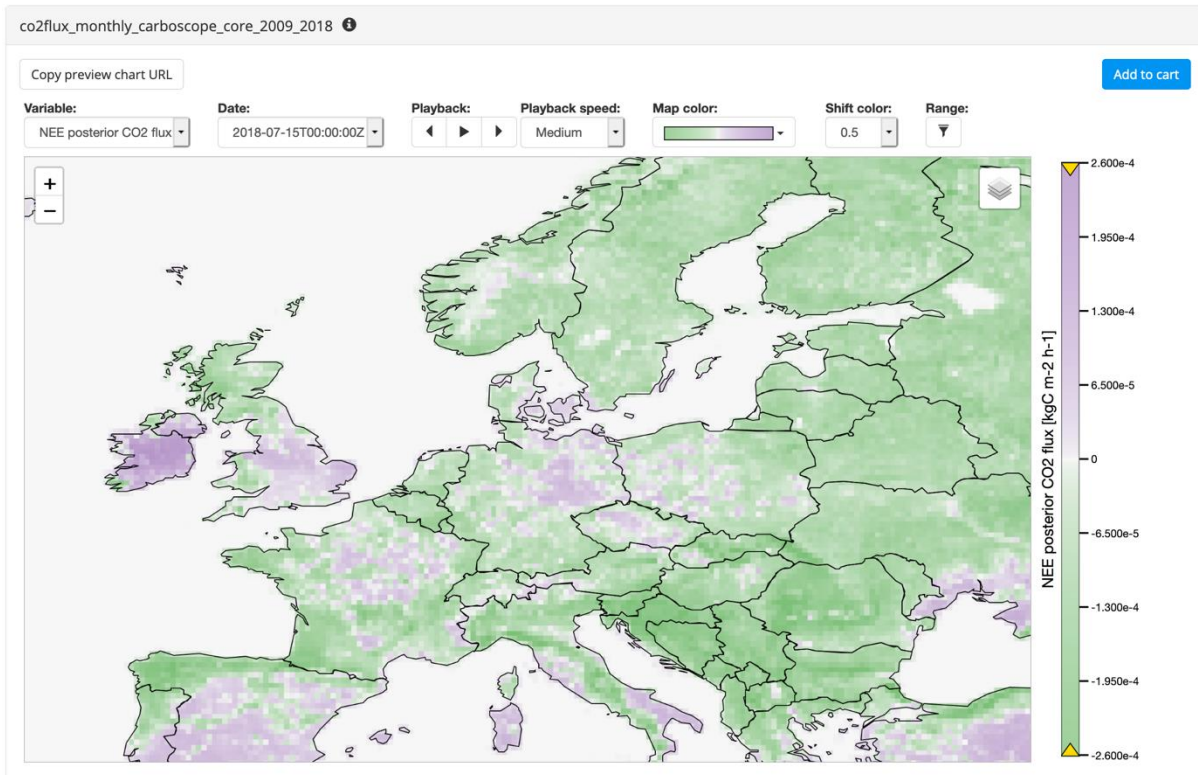 co2flux_monthly_carboscope_core_2009_2018
Copy preview chart URL
Add to cart
Variable: Date: Playback: Playback speed: Map color: Shift color: Range:
NEE posterior CO2 flux 2018-07-15T00:00:00Z Medium 0.5
+
−
2.600e-4
1.950e-4
1.300e-4
6.500e-5
0
-6.500e-5
-1.300e-4
-1.950e-4
-2.600e-4
NEE posterior CO2 flux [kgC m-2 h-1]